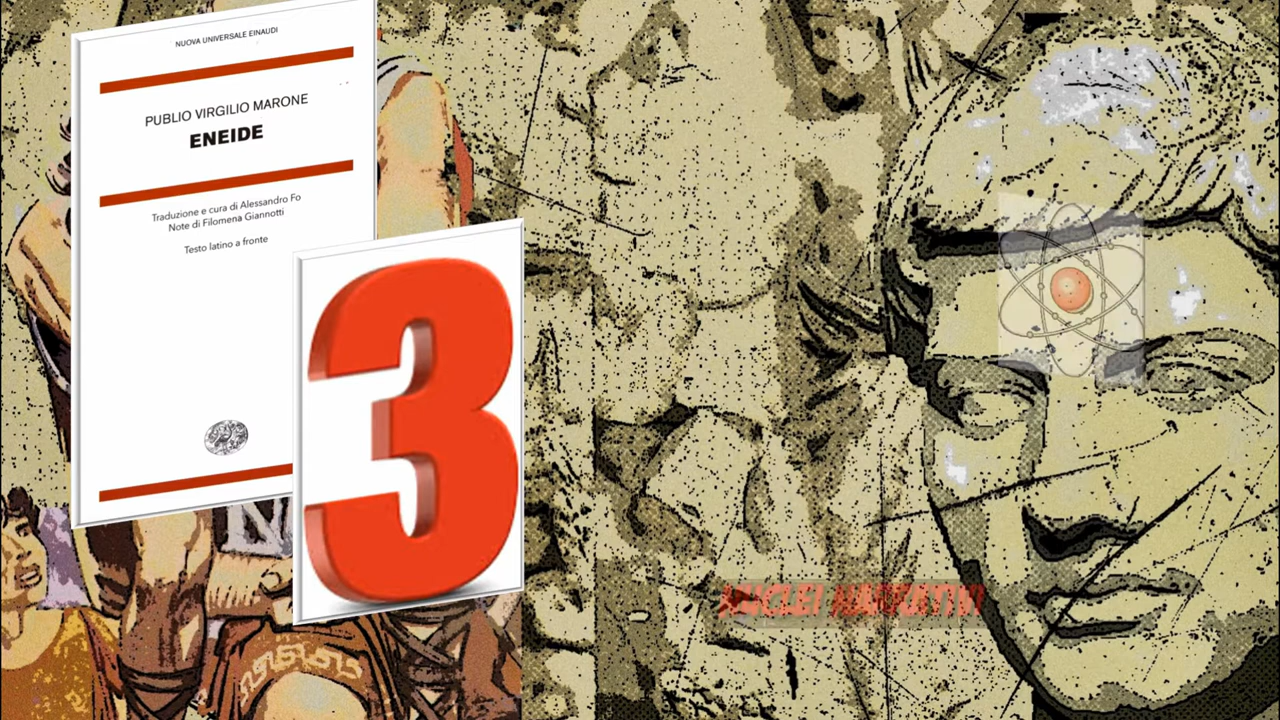 NUOVA UNIVERSALE EINAUDI
PUBLIO VIRGILIO MARONE
ENEIDE
Traduzione e cura di Alessandro Fo
Note di Filomena Giannotti
Testo latino a fronte
3
NUCLEI NARRATIVI